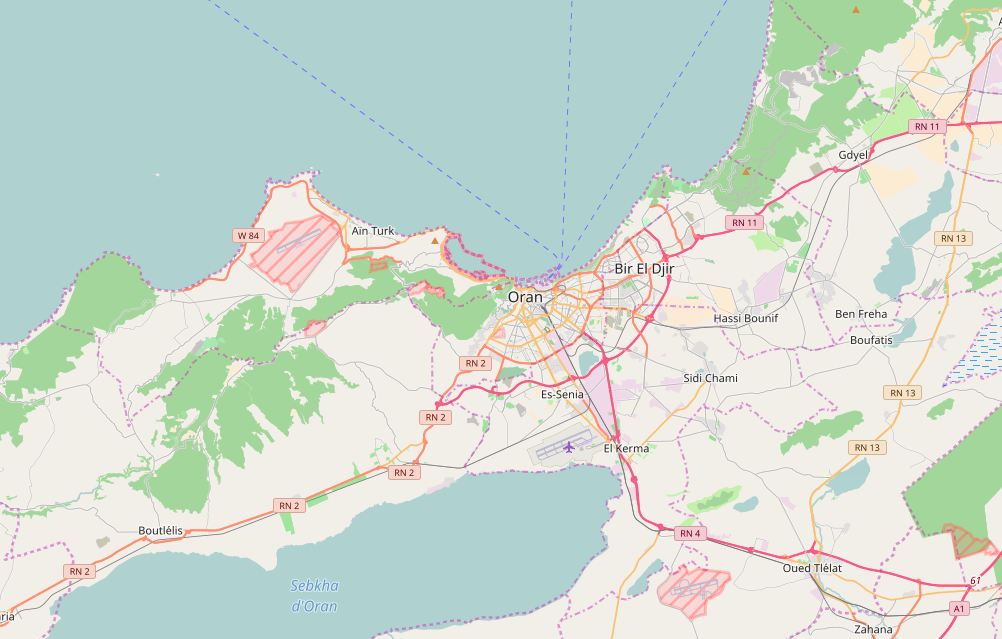 RN 11
Gdyel
RN 11
W 84
Aïn Turk
RN 13
Bir El Djir
Oran
Hassi Bounif
Ben Freha
Boufatis
RN 2
Sidi Chami
Es-Senia
RN 13
RN 2
El Kerma
RN 13
RN 2
RN 2
Boutlélis
RN 4
Oued Tlélat
RN 2
61
Sebkha
d'Oran
A1
ria
Zahana